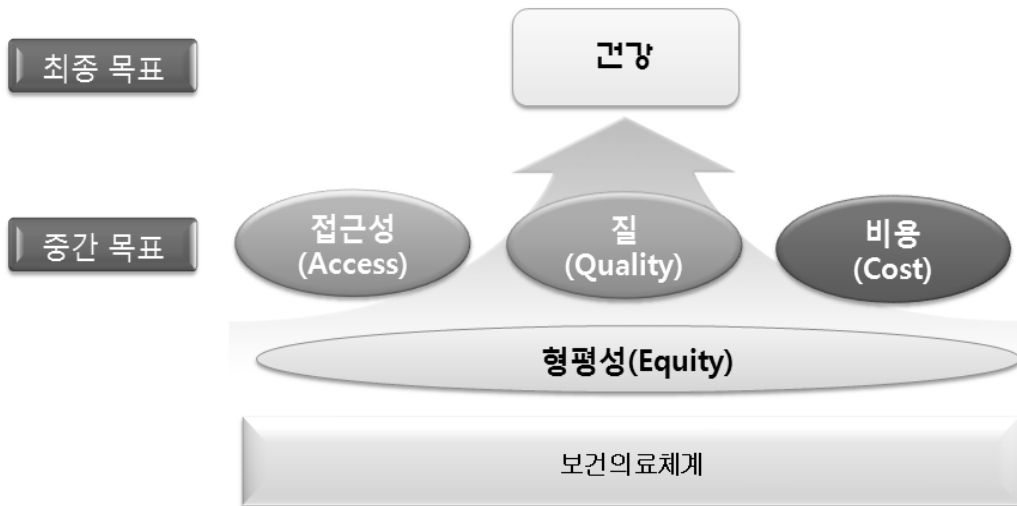 최종 목표
건강
중간 목표
접근성
(Access)
질
(Quality)
비용
(Cost)
형평성(Equity)
보건의료체계